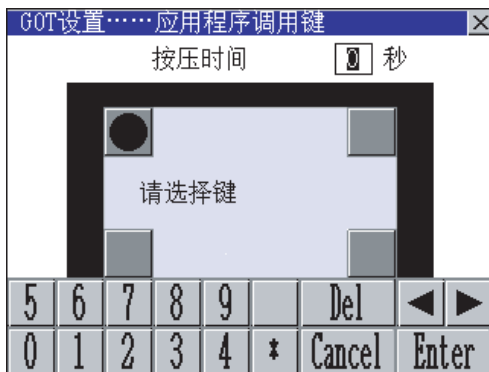 GOT设置……应用程序调用键 ×
按压时间 0 秒
请选择键
5 6 7 8 9 Del ◀ ▶
0 1 2 3 4 * Cancel Enter